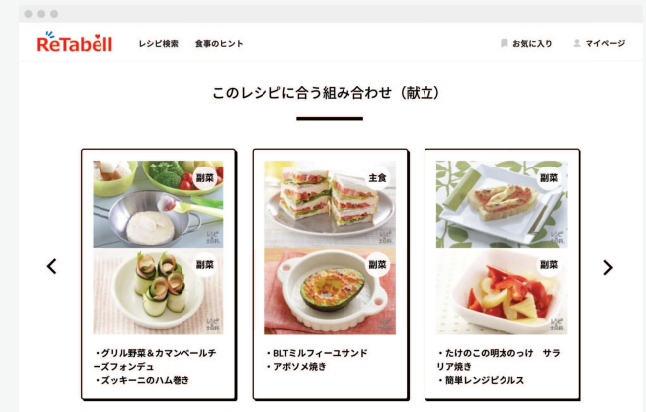 ReTabell
レシピ検索 食事のヒント
お気に入り マイページ
このレシピに合う組み合わせ(献立)
副菜
副菜
・グリル野菜&カマンベールチ
ーズフォンデュ
・ズッキーニのハム巻き
主食
副菜
・BLTミルフィーユサンド
・アボソメ焼き
副菜
副菜
・たけのこの明太のっけ サラ
リア焼き
・簡単レンジピクルス